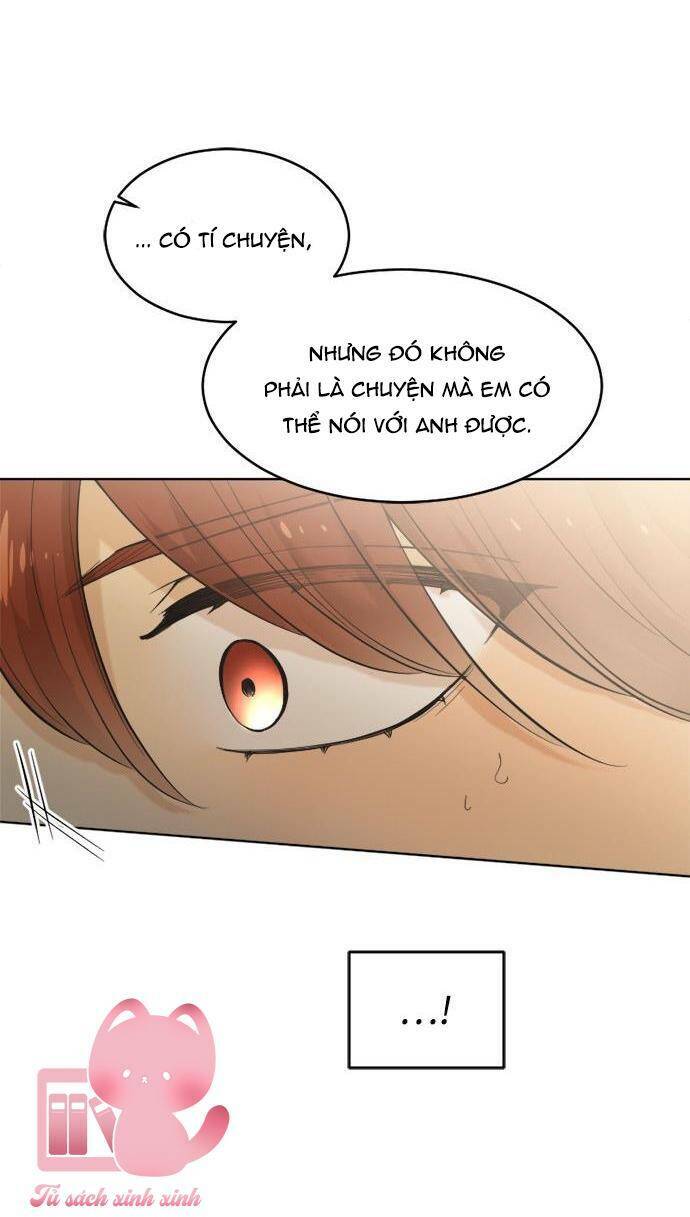 ... CÓ TÍ CHUYỆN,
NHƯNG ĐÓ KHÔNG
PHẢI LÀ CHUYỆN MÀ EM CÓ
THỂ NÓI VỚI ANH ĐƯỢC.
...!
Tủ sách xinh xinh